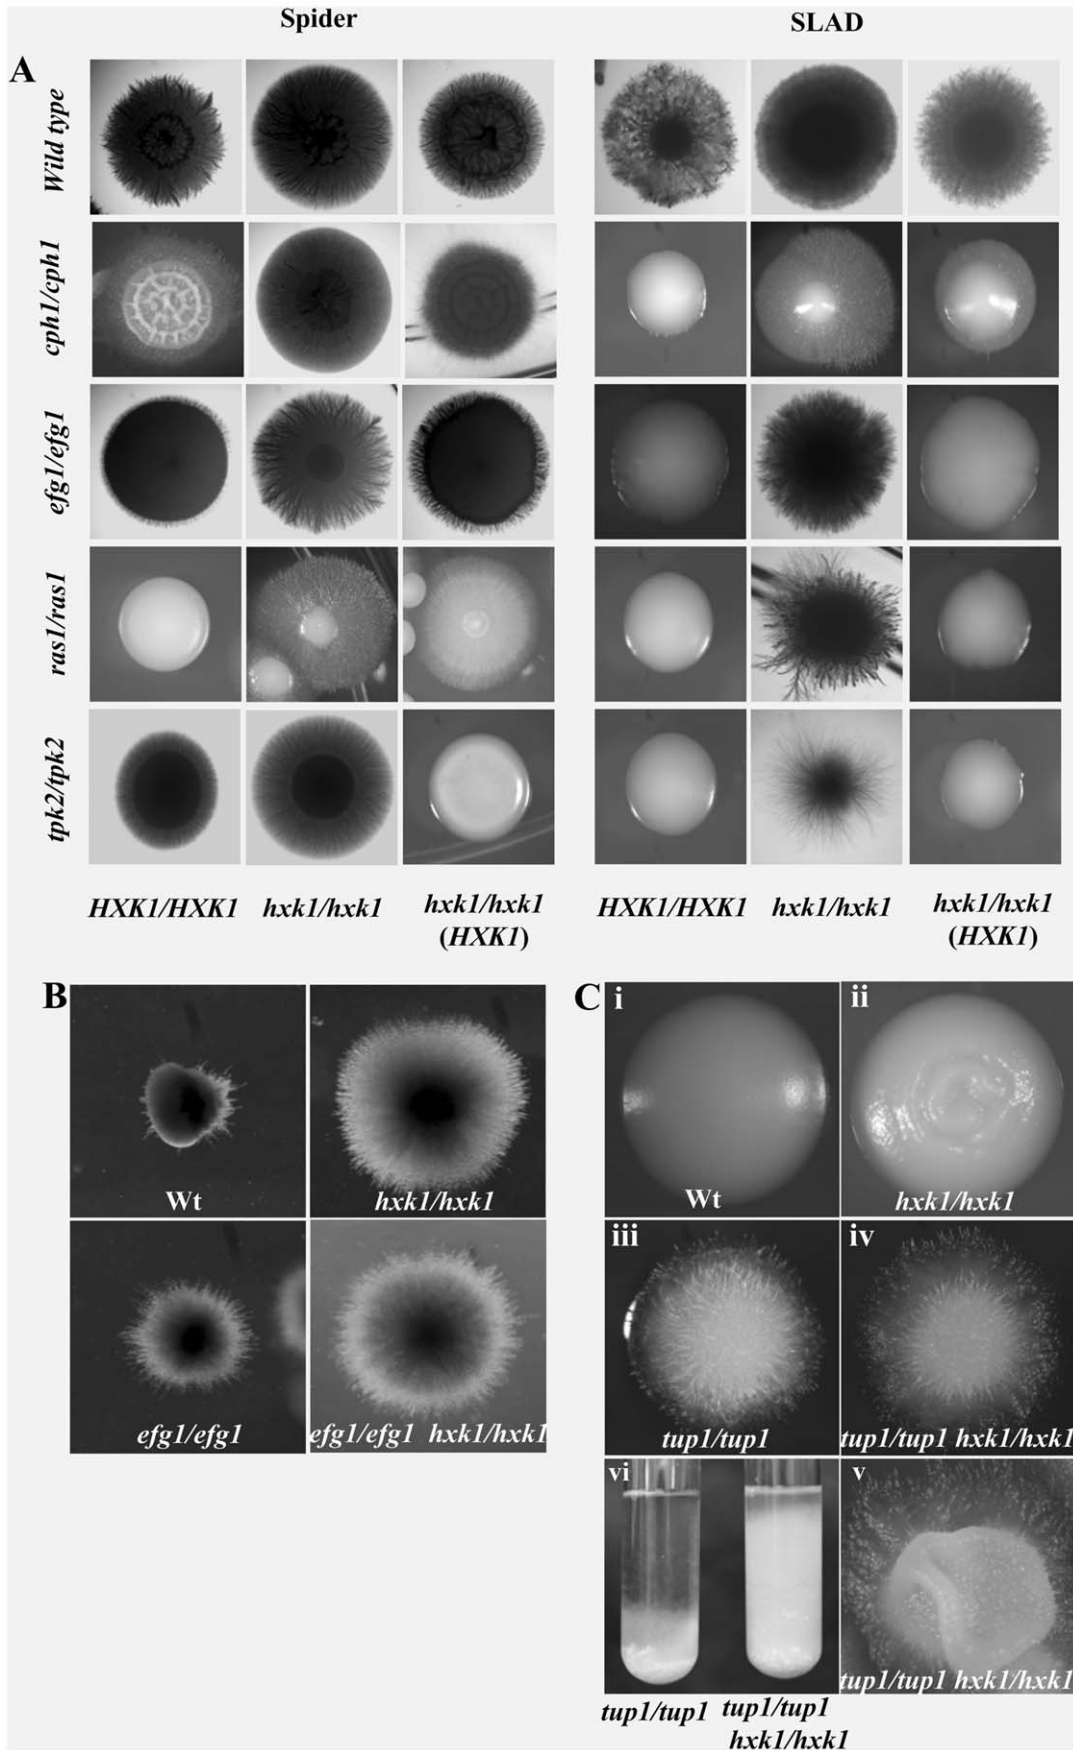 Spider
SLAD
A
Wild type
cph1/cph1
efg1/efg1
ras1/ras1
tpk2/tpk2
HXK1/HXK1
hxk1/hxk1
hxk1/hxk1
(HXK1)
HXK1/HXK1
hxk1/hxk1
hxk1/hxk1
(HXK1)
B
Wt
hxk1/hxk1
efg1/efg1
efg1/efg1 hxk1/hxk1
C
i
ii
Wt
hxk1/hxk1
iii
iv
tup1/tup1
tup1/tup1 hxk1/hxk1
vi
v
tup1/tup1 hxk1/hxk1
tup1/tup1
tup1/tup1
hxk1/hxk1